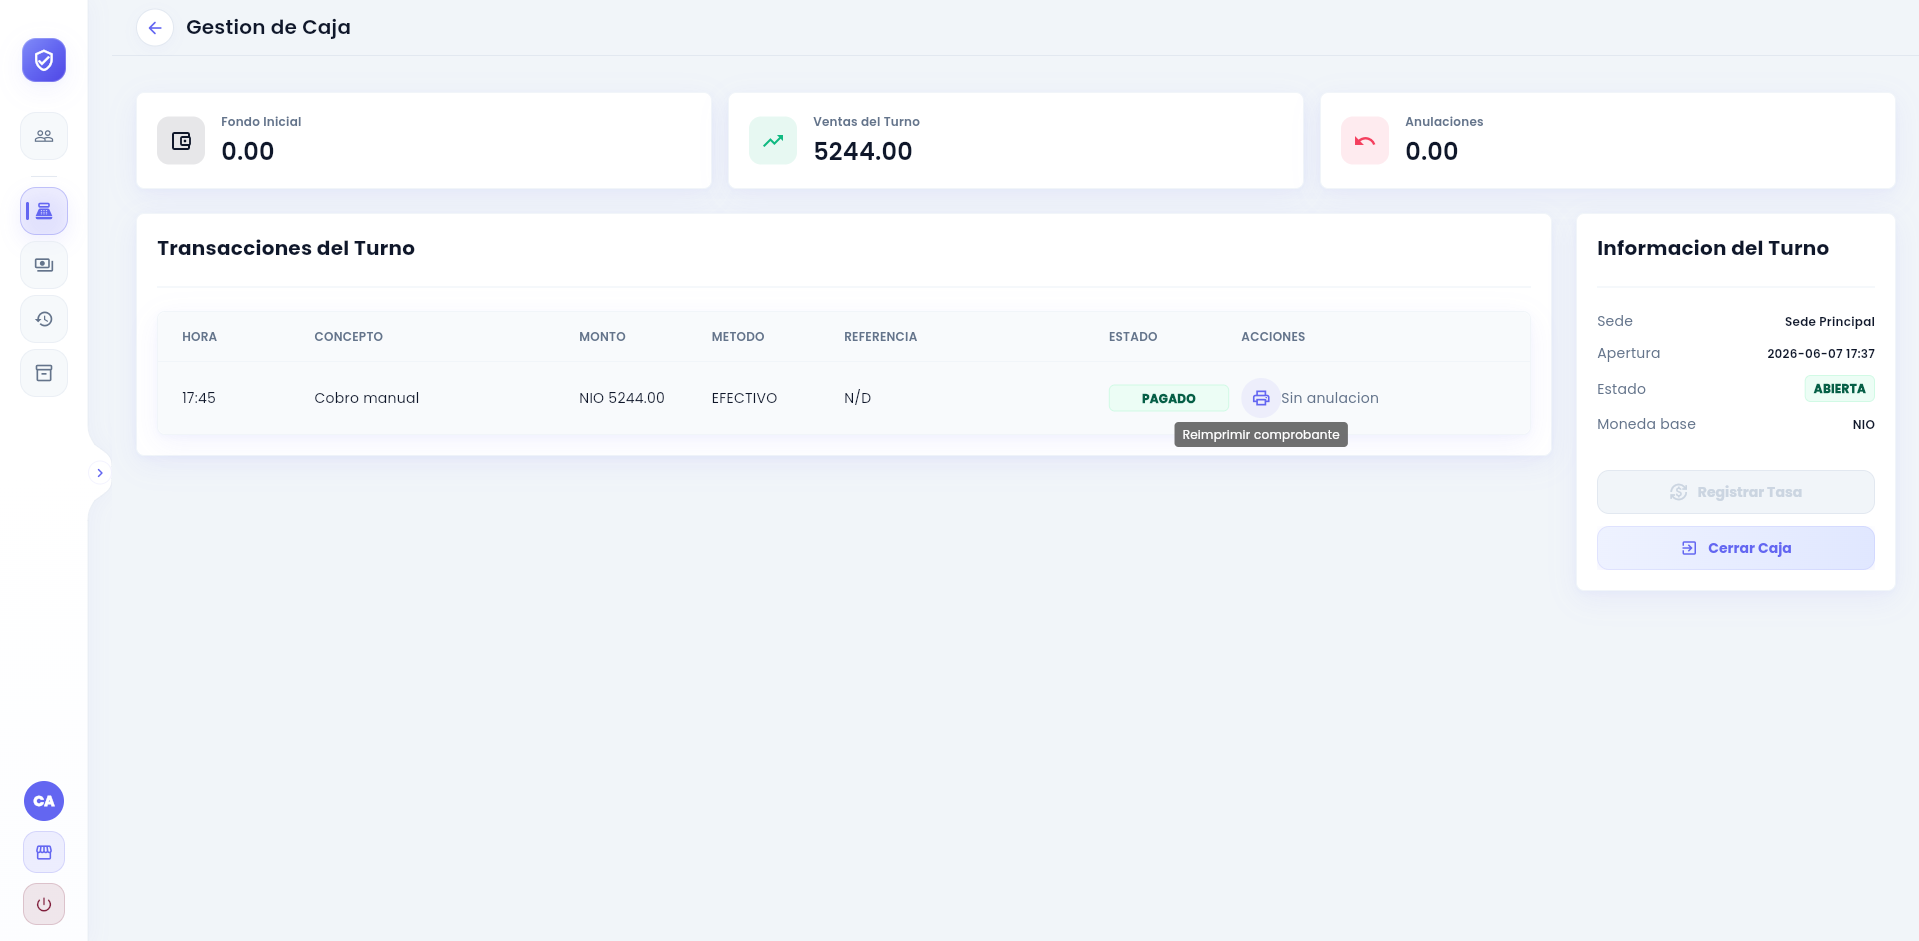 Gestion de Caja
Fondo Inicial
0.00
Ventas del Turno
5244.00
Anulaciones
0.00
Transacciones del Turno
HORA CONCEPTO MONTO METODO REFERENCIA ESTADO ACCIONES
17:45 Cobro manual NIO 5244.00 EFECTIVO N/D PAGADO Sin anulacion
Reimprimir comprobante
Informacion del Turno
Sede Sede Principal
Apertura 2026-06-07 17:37
Estado ABIERTA
Moneda base NIO
Registrar Tasa
Cerrar Caja
CA